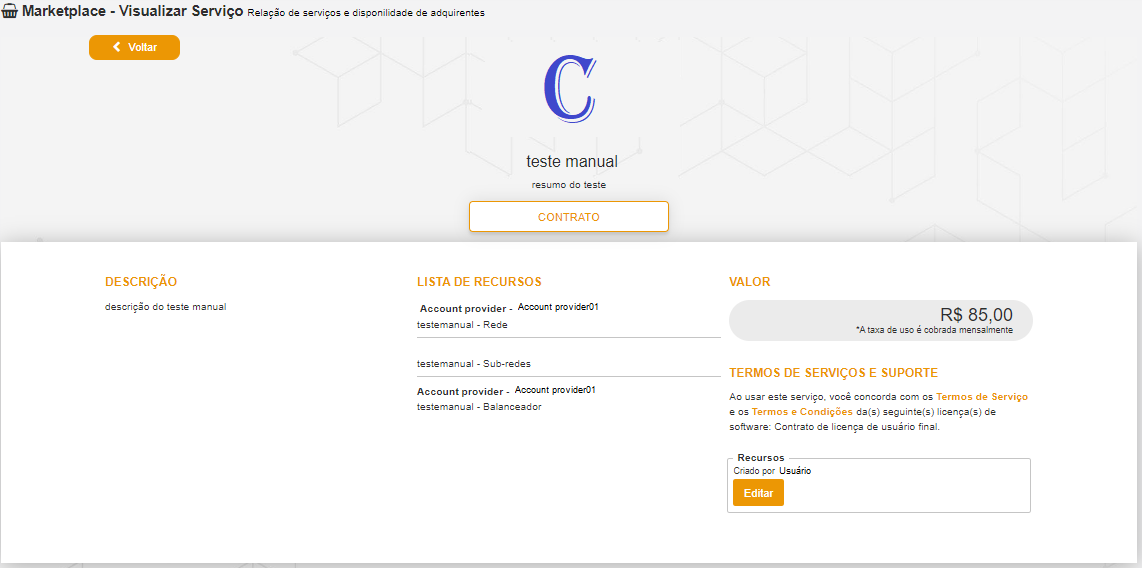 Marketplace - Visualizar Serviço Relação de serviços e disponilidade de adquirentes
Voltar
C
teste manual
resumo do teste
CONTRATO
DESCRIÇÃO
descrição do teste manual
LISTA DE RECURSOS
Account provider - Account provider01
testemanual - Rede
testemanual - Sub-redes
Account provider - Account provider01
testemanual - Balanceador
VALOR
R$ 85,00
*A taxa de uso é cobrada mensalmente
TERMOS DE SERVIÇOS E SUPORTE
Ao usar este serviço, você concorda com os Termos de Serviço
e os Termos e Condições da(s) seguinte(s) licença(s) de
software: Contrato de licença de usuário final.
Recursos
Criado por Usuário
Editar